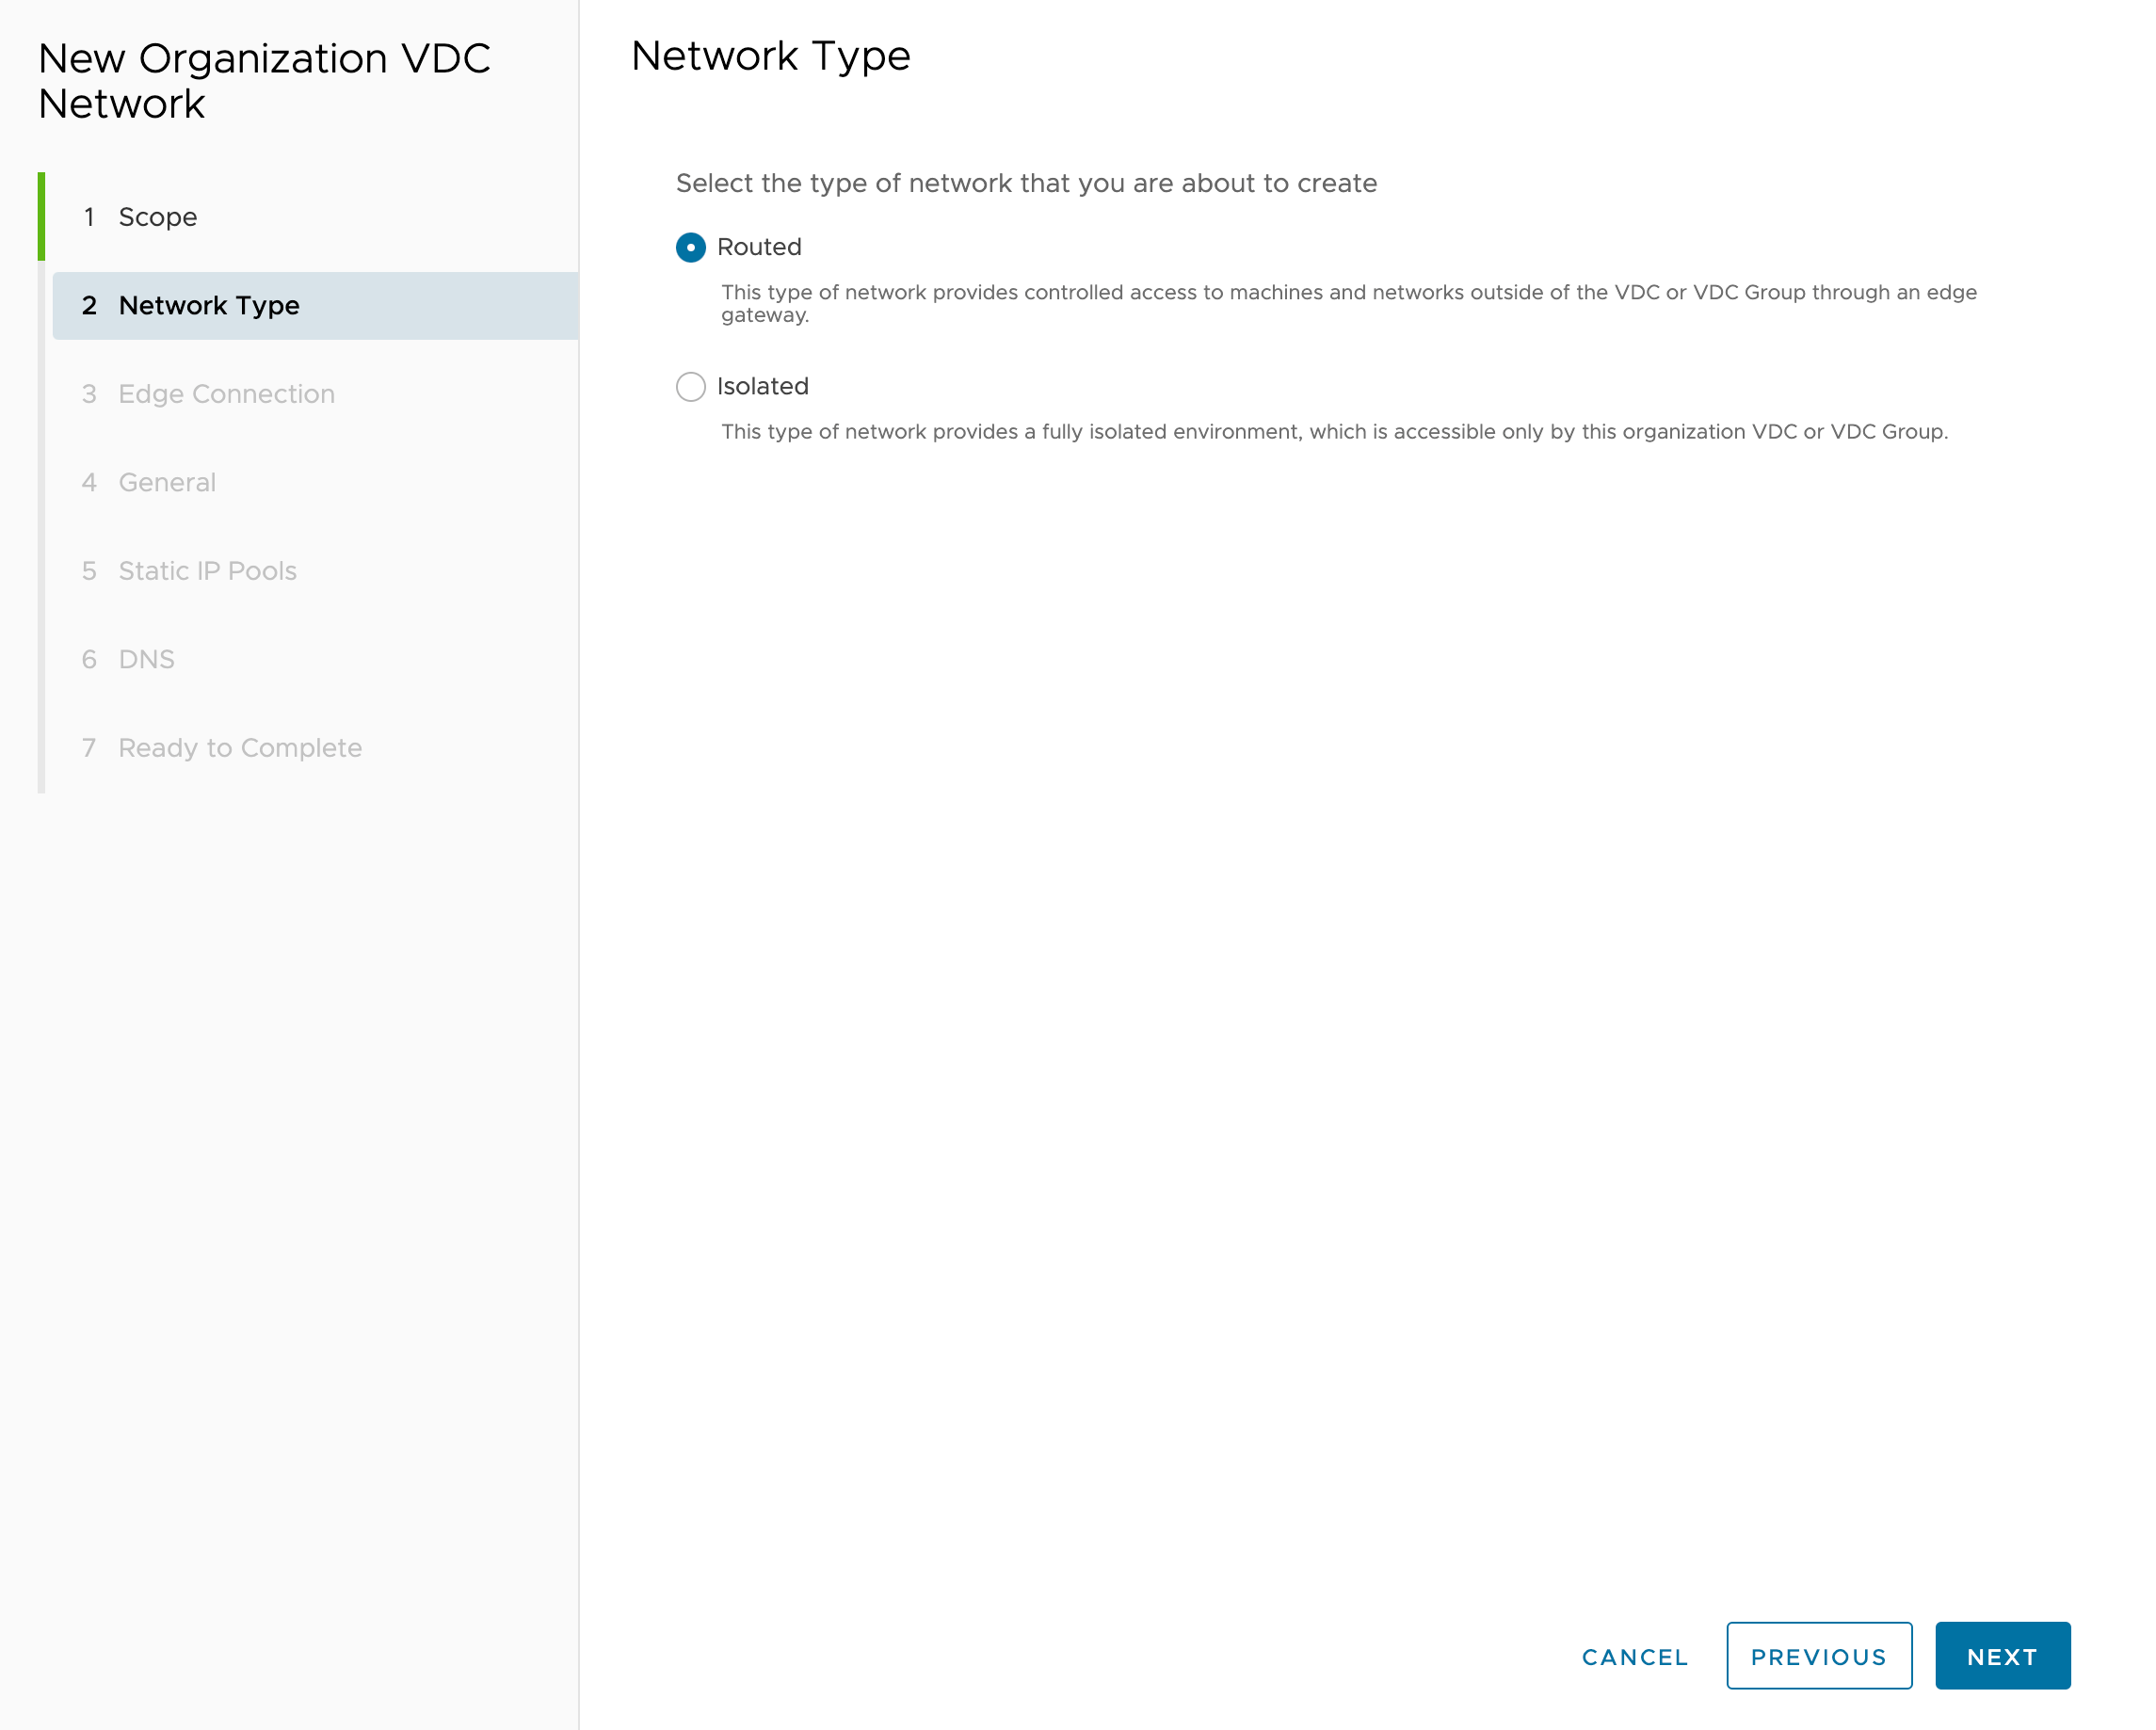 New Organization VDC
Network
1 Scope
2 Network Type
3 Edge Connection
4 General
5 Static IP Pools
6 DNS
7 Ready to Complete
Network Type
Select the type of network that you are about to create
Routed
This type of network provides controlled access to machines and networks outside of the VDC or VDC Group through an edge
gateway.
Isolated
This type of network provides a fully isolated environment, which is accessible only by this organization VDC or VDC Group.
CANCEL PREVIOUS NEXT